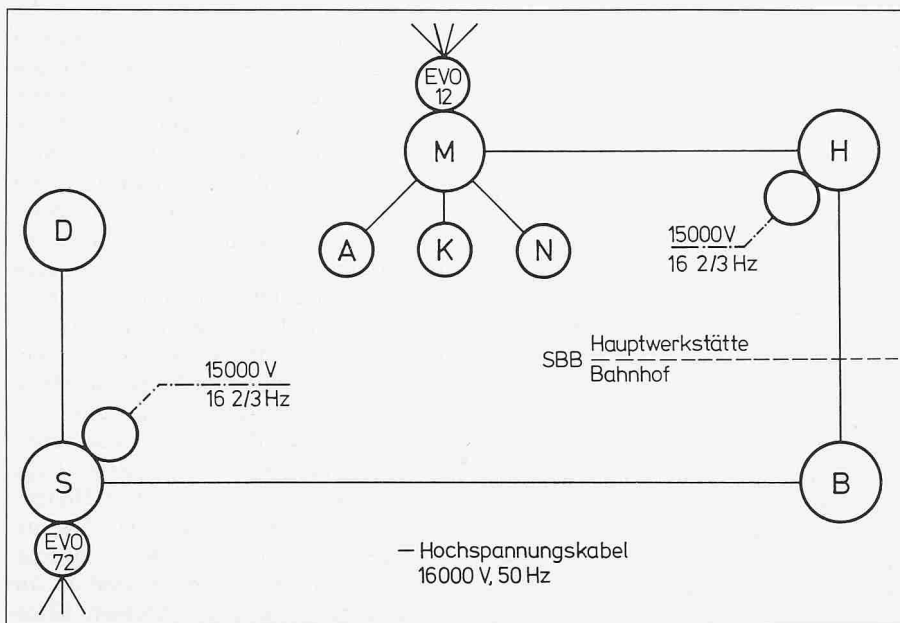 EVO
12
M
H
D
A
K
N
15000V
16 2/3 Hz
Hauptwerkstätte
SBB
Bahnhof
15000 V
16 2/3 Hz
S
B
EVO
72
— Hochspannungskabel
16000 V, 50 Hz